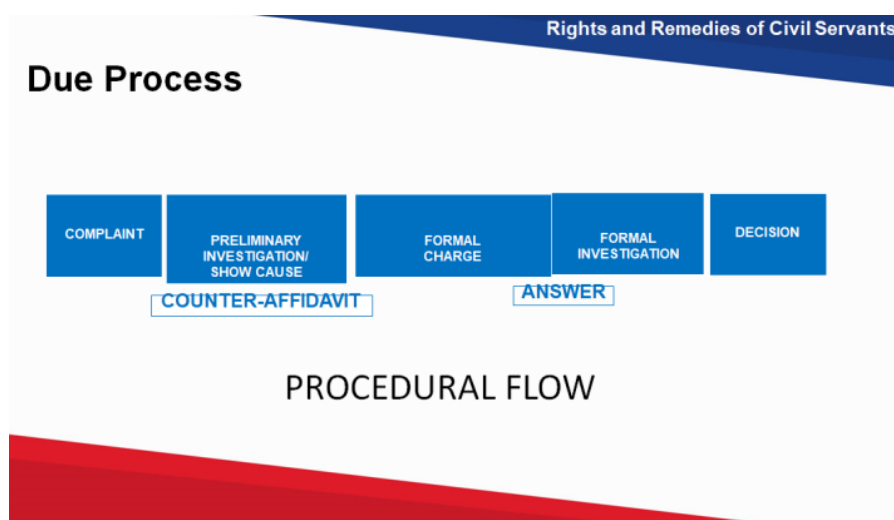 Rights and Remedies of Civil Servants
Due Process
COMPLAINT
PRELIMINARY
INVESTIGATION/
SHOW CAUSE
FORMAL
CHARGE
FORMAL
INVESTIGATION
DECISION
COUNTER-AFFIDAVIT
ANSWER
PROCEDURAL FLOW